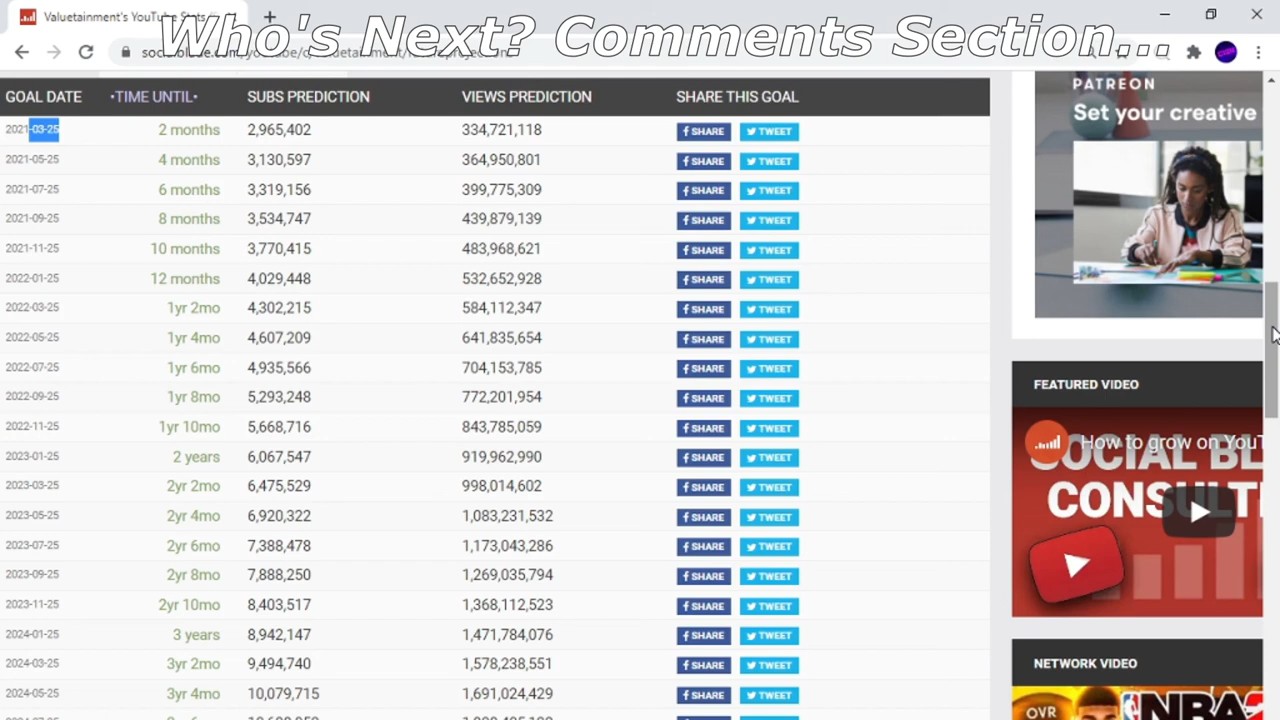 Valuetainment's YouTube Stats
Who's Next? Comments Section...
GOAL DATE •TIME UNTIL• SUBS PREDICTION VIEWS PREDICTION SHARE THIS GOAL
2021-03-25 2 months 2,965,402 334,721,118 SHARE TWEET
2021-05-25 4 months 3,130,597 364,950,801 SHARE TWEET
2021-07-25 6 months 3,319,156 399,775,309 SHARE TWEET
2021-09-25 8 months 3,534,747 439,879,139 SHARE TWEET
2021-11-25 10 months 3,770,415 483,968,621 SHARE TWEET
2022-01-25 12 months 4,029,448 532,652,928 SHARE TWEET
2022-03-25 1yr 2mo 4,302,215 584,112,347 SHARE TWEET
2022-05-25 1yr 4mo 4,607,209 641,835,654 SHARE TWEET
2022-07-25 1yr 6mo 4,935,566 704,153,785 SHARE TWEET
2022-09-25 1yr 8mo 5,293,248 772,201,954 SHARE TWEET
2022-11-25 1yr 10mo 5,668,716 843,785,059 SHARE TWEET
2023-01-25 2 years 6,067,547 919,962,990 SHARE TWEET
2023-03-25 2yr 2mo 6,475,529 998,014,602 SHARE TWEET
2023-05-25 2yr 4mo 6,920,322 1,083,231,532 SHARE TWEET
2023-07-25 2yr 6mo 7,388,478 1,173,043,286 SHARE TWEET
2023-09-25 2yr 8mo 7,888,250 1,269,035,794 SHARE TWEET
2023-11-25 2yr 10mo 8,403,517 1,368,112,523 SHARE TWEET
2024-01-25 3 years 8,942,147 1,471,784,076 SHARE TWEET
2024-03-25 3yr 2mo 9,494,740 1,578,238,551 SHARE TWEET
2024-05-25 3yr 4mo 10,079,715 1,691,024,429 SHARE TWEET
PATREON
Set your creative
FEATURED VIDEO
How to grow on YouT
SOCIAL BL
CONSULTI
NETWORK VIDEO
OVR
NBA